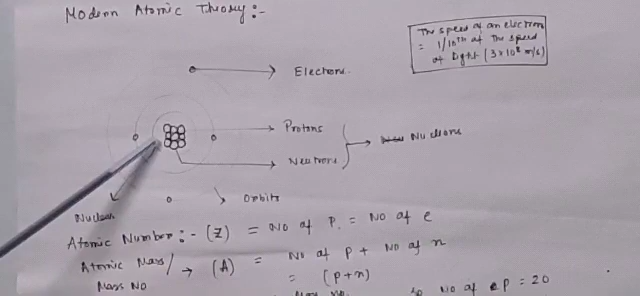 Modern Atomic Theory :-
The speed of an electron
= 1/10th of the speed
of light (3×10⁸ m/s)
Electrons.
Protons
Nucleons
Neutrons
Orbits
Atomic Number :- (Z) = No of P. = No of e
Atomic Mass/ → (A) = No of P + No of n
Mass No
= (p+n)
No of P = 20